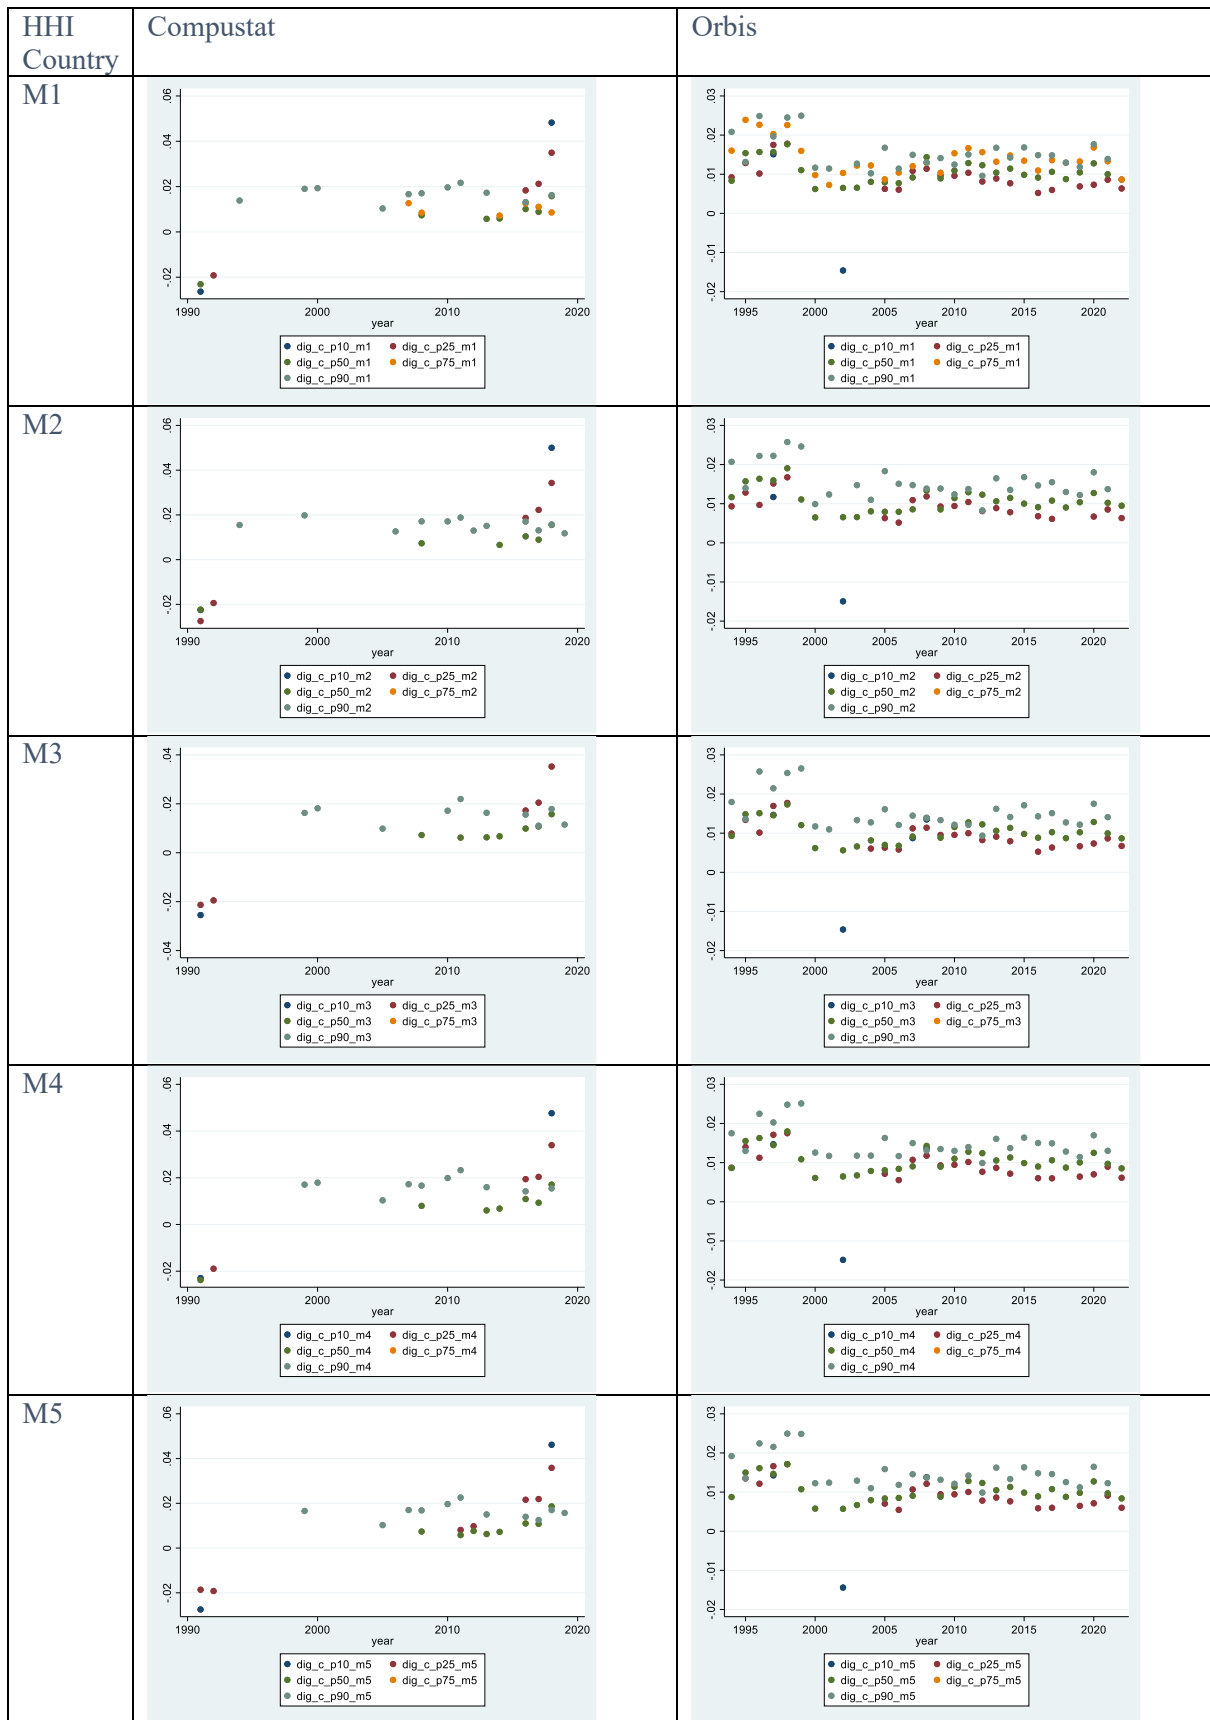 HHI
Country
Compustat
Orbis
M1
.06
.04
.02
0
-.02
1990
2000
2010
2020
year
dig_c_p10_m1
dig_c_p25_m1
dig_c_p50_m1
dig_c_p75_m1
dig_c_p90_m1
.03
.02
.01
0
-.01
-.02
1995
2000
2005
2010
2015
2020
year
dig_c_p10_m1
dig_c_p25_m1
dig_c_p50_m1
dig_c_p75_m1
dig_c_p90_m1
M2
.06
.04
.02
0
-.02
1990
2000
2010
2020
year
dig_c_p10_m2
dig_c_p25_m2
dig_c_p50_m2
dig_c_p75_m2
dig_c_p90_m2
.03
.02
.01
0
-.01
-.02
1995
2000
2005
2010
2015
2020
year
dig_c_p10_m2
dig_c_p25_m2
dig_c_p50_m2
dig_c_p75_m2
dig_c_p90_m2
M3
.04
.02
0
-.02
-.04
1990
2000
2010
2020
year
dig_c_p10_m3
dig_c_p25_m3
dig_c_p50_m3
dig_c_p75_m3
dig_c_p90_m3
.03
.02
.01
0
-.01
-.02
1995
2000
2005
2010
2015
2020
year
dig_c_p10_m3
dig_c_p25_m3
dig_c_p50_m3
dig_c_p75_m3
dig_c_p90_m3
M4
.06
.04
.02
0
-.02
1990
2000
2010
2020
year
dig_c_p10_m4
dig_c_p25_m4
dig_c_p50_m4
dig_c_p75_m4
dig_c_p90_m4
.03
.02
.01
0
-.01
-.02
1995
2000
2005
2010
2015
2020
year
dig_c_p10_m4
dig_c_p25_m4
dig_c_p50_m4
dig_c_p75_m4
dig_c_p90_m4
M5
.06
.04
.02
0
-.02
1990
2000
2010
2020
year
dig_c_p10_m5
dig_c_p25_m5
dig_c_p50_m5
dig_c_p75_m5
dig_c_p90_m5
.03
.02
.01
0
-.01
-.02
1995
2000
2005
2010
2015
2020
year
dig_c_p10_m5
dig_c_p25_m5
dig_c_p50_m5
dig_c_p75_m5
dig_c_p90_m5